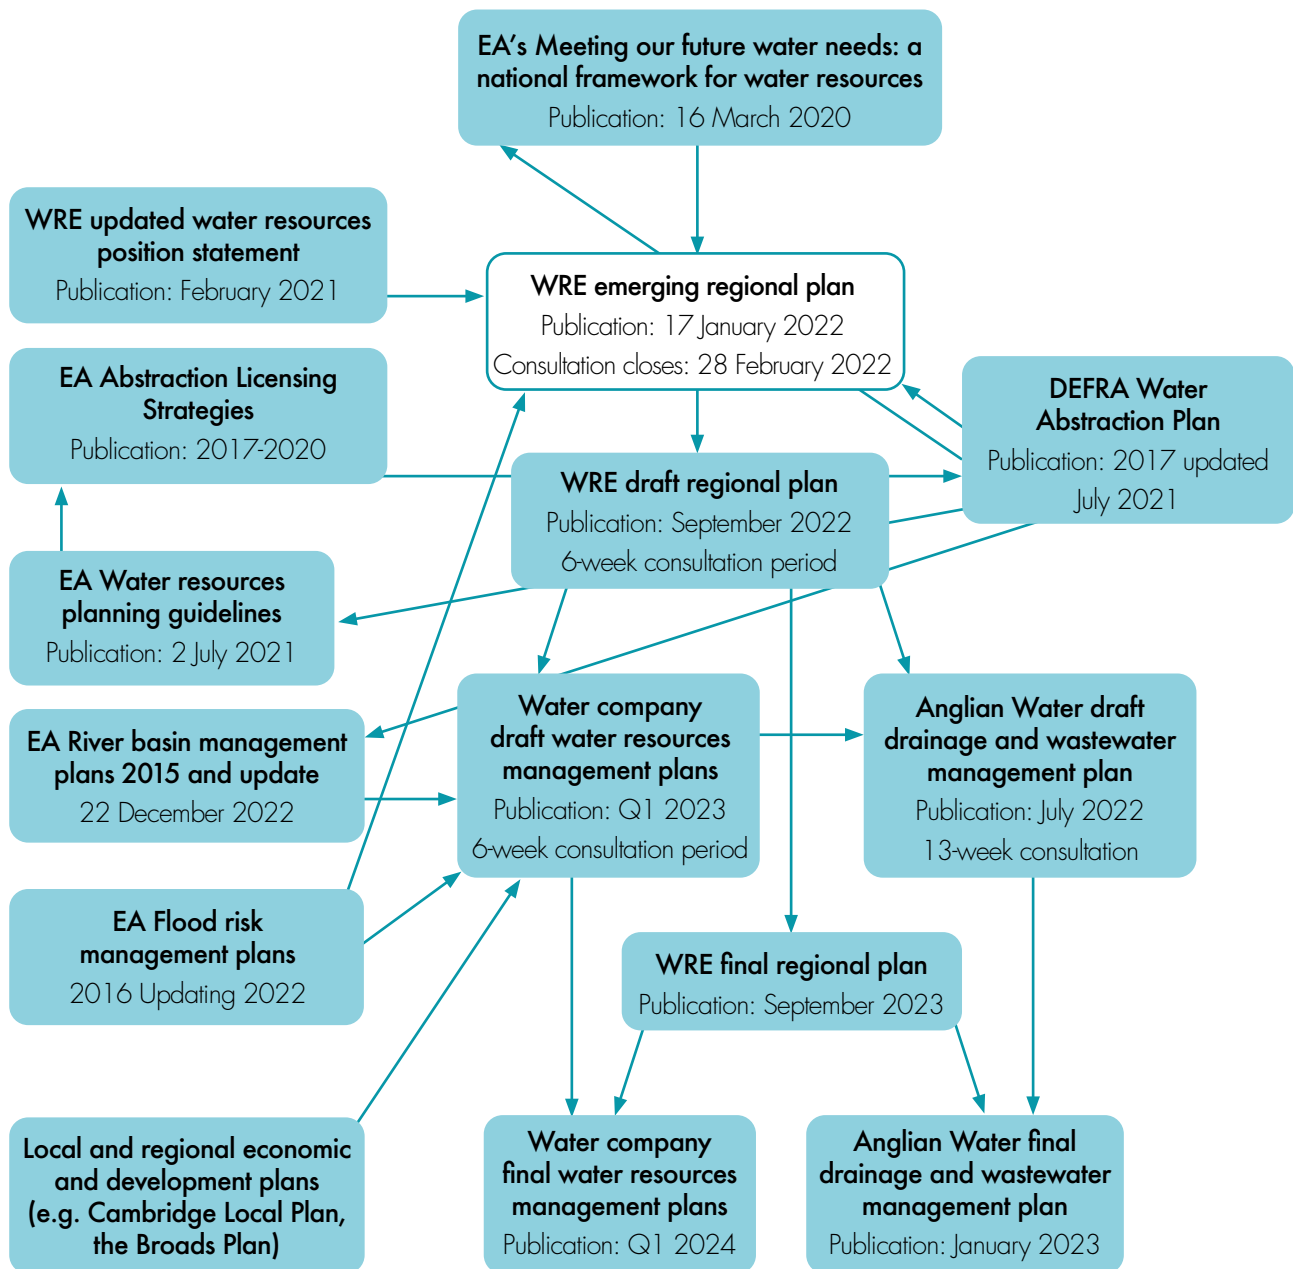 EA's Meeting our future water needs: a
national framework for water resources
Publication: 16 March 2020
WRE updated water resources
position statement
Publication: February 2021
WRE emerging regional plan
Publication: 17 January 2022
Consultation closes: 28 February 2022
EA Abstraction Licensing
Strategies
Publication: 2017-2020
DEFRA Water
Abstraction Plan
Publication: 2017 updated
July 2021
WRE draft regional plan
Publication: September 2022
6-week consultation period
EA Water resources
planning guidelines
Publication: 2 July 2021
EA River basin management
plans 2015 and update
22 December 2022
Water company
draft water resources
management plans
Publication: Q1 2023
6-week consultation period
Anglian Water draft
drainage and wastewater
management plan
Publication: July 2022
13-week consultation
EA Flood risk
management plans
2016 Updating 2022
WRE final regional plan
Publication: September 2023
Local and regional economic
and development plans
(e.g. Cambridge Local Plan,
the Broads Plan)
Water company
final water resources
management plans
Publication: Q1 2024
Anglian Water final
drainage and wastewater
management plan
Publication: January 2023